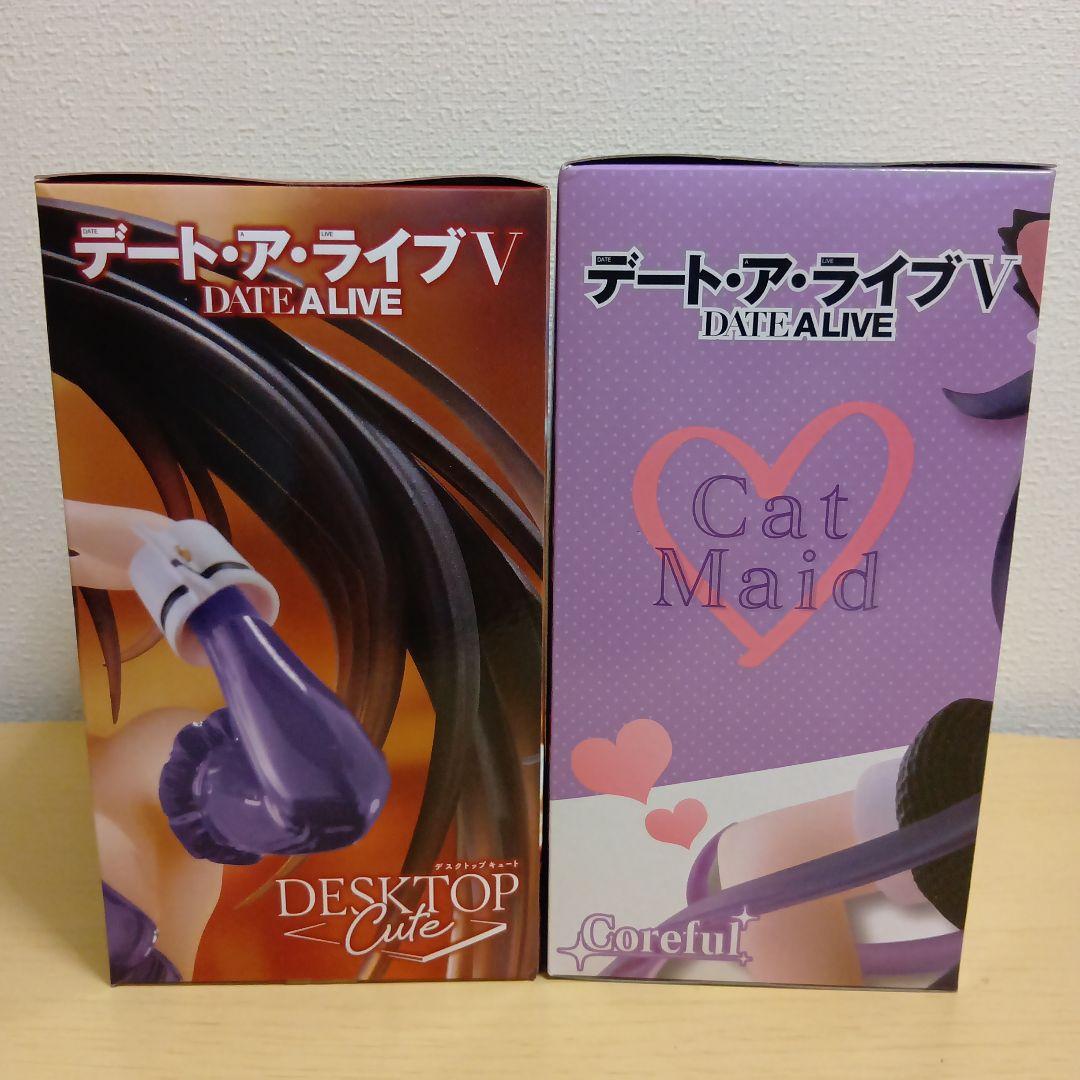 DATE A LIVE
デート・ア・ライブV
DATE A LIVE
デスクトップキュート
DESKTOP
Cute
DATE A LIVE
デート・ア・ライブV
DATE A LIVE
Cat
Maid
Coreful